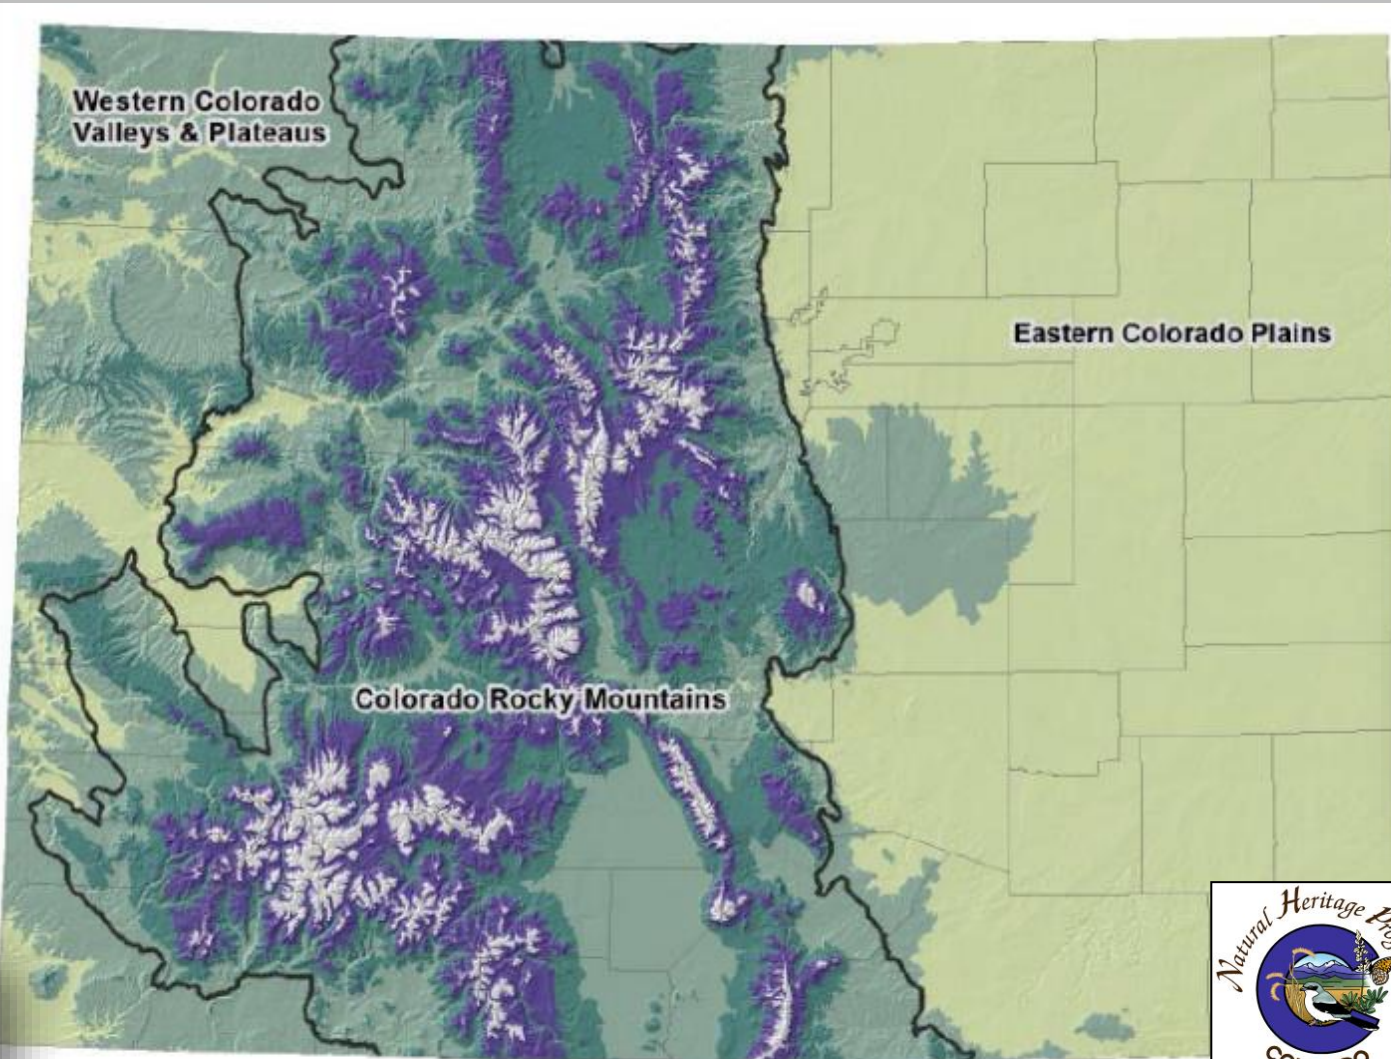 Western Colorado
Valleys & Plateaus
Eastern Colorado Plains
Colorado Rocky Mountains
Natural Heritage